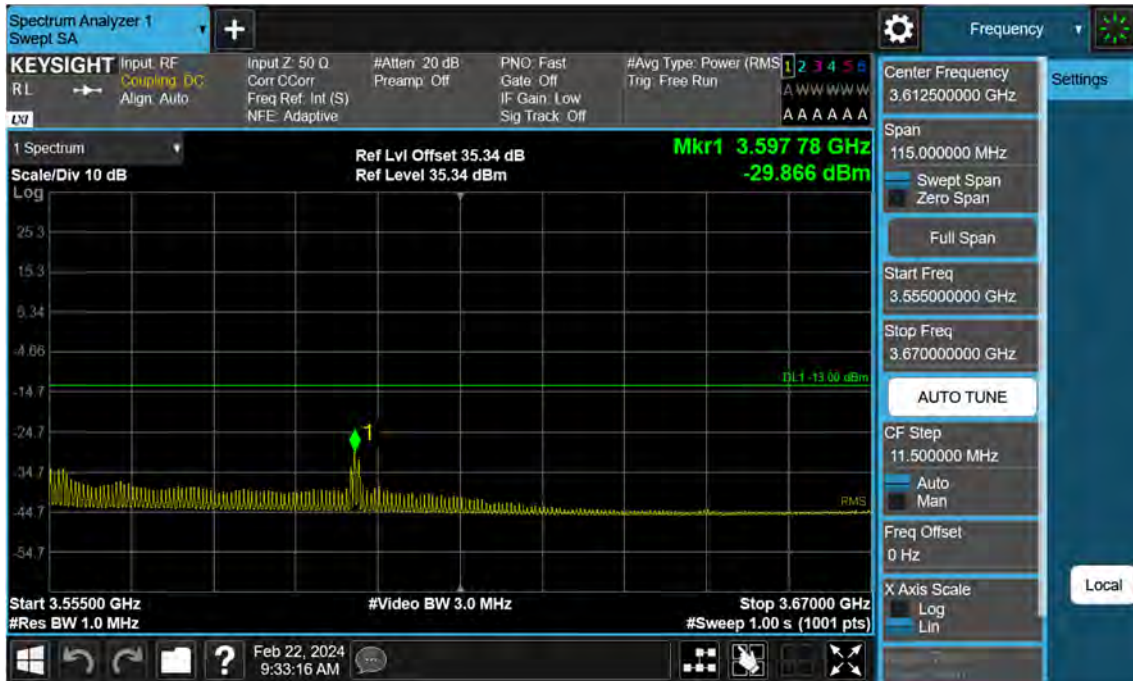 Spectrum Analyzer 1
Swept SA
+
Frequency
KEYSIGHT
RL
LXI
Input: RF
Coupling: DC
Align: Auto
Input Z: 50 Ω
Corr CCorr
Freq Ref: Int (S)
NFE: Adaptive
#Atten: 20 dB
Preamp: Off
PNO: Fast
Gate: Off
IF Gain: Low
Sig Track: Off
#Avg Type: Power (RMS
Trig: Free Run
1 2 3 4 5 6
A W W W W W
A A A A A A
1 Spectrum
Scale/Div 10 dB
Log
Ref Lvl Offset 35.34 dB
Ref Level 35.34 dBm
Mkr1 3.597 78 GHz
-29.866 dBm
25.3
15.3
5.34
-4.66
DL1 -13.00 dBm
-14.7
-24.7
1
-34.7
RMS
-44.7
-54.7
Start 3.55500 GHz
#Res BW 1.0 MHz
#Video BW 3.0 MHz
Stop 3.67000 GHz
#Sweep 1.00 s (1001 pts)
Feb 22, 2024
9:33:16 AM
?
Center Frequency
3.612500000 GHz
Span
115.000000 MHz
Swept Span
Zero Span
Full Span
Start Freq
3.555000000 GHz
Stop Freq
3.670000000 GHz
AUTO TUNE
CF Step
11.500000 MHz
Auto
Man
Freq Offset
0 Hz
X Axis Scale
Log
Lin
Settings
Local